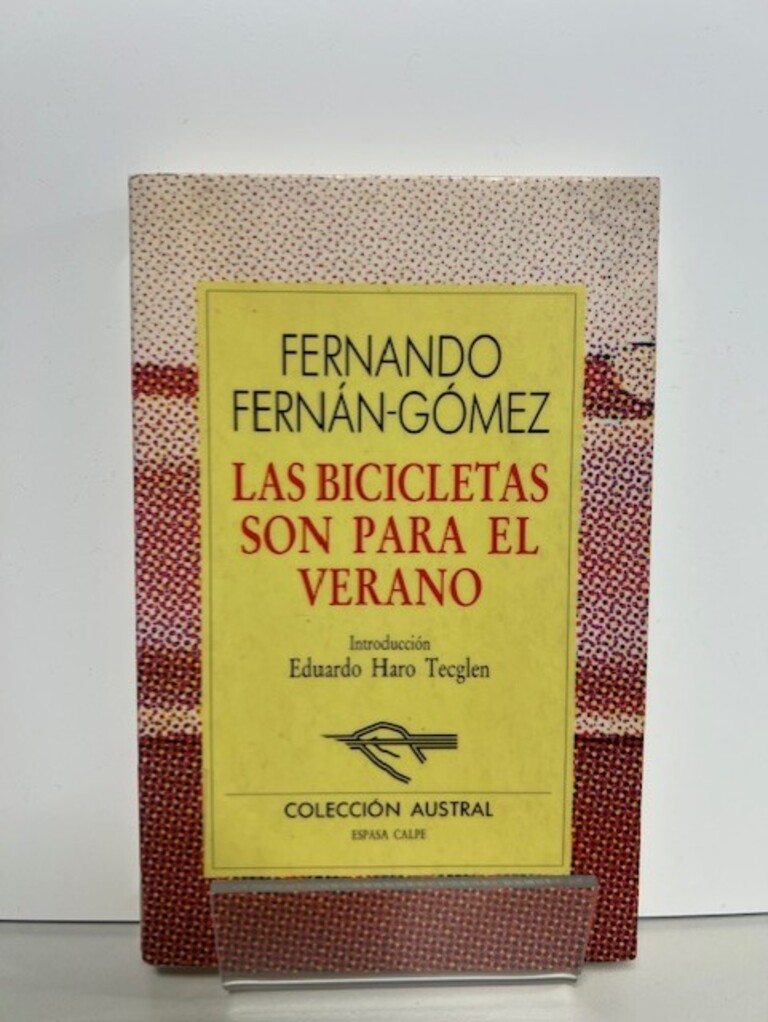 FERNANDO
FERNÁN-GÓMEZ
LAS BICICLETAS
SON PARA EL
VERANO
Introducción
Eduardo Haro Tecglen
COLECCIÓN AUSTRAL
ESPASA CALPE